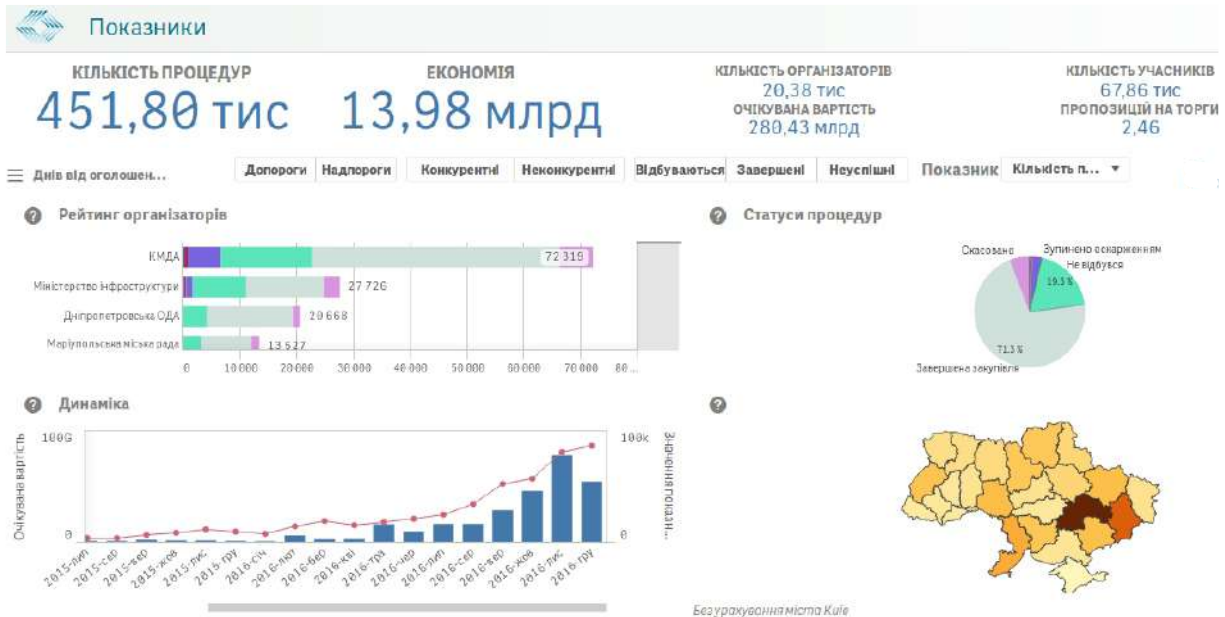 Показники
КІЛЬКІСТЬ ПРОЦЕДУР
451,80 тис
ЕКОНОМІЯ
13,98 млрд
КІЛЬКІСТЬ ОРГАНІЗАТОРІВ
20,38 тис
ОЧІКУВАНА ВАРТІСТЬ
280,43 млрд
КІЛЬКІСТЬ УЧАСНИКІВ
67,86 тис
ПРОПОЗИЦІЙ НА ТОРГИ
2,46
Днів від оголошен...
Допороги Надпороги Конкурентні Неконкурентні Відбуваються Завершені Неуспішні Показник Кількість п...
? Рейтинг організаторів
КМДА 72 319
Міністерство інфраструктури 27 726
Дніпропетровська ОДА 20 668
Маріупольська міська рада 13 527
0 10 000 20 000 30 000 40 000 50 000 60 000 70 000 80 ...
? Статуси процедур
Скасовано
Зупинено оскарженням
Не відбувся
19.3 %
71.3 %
Завершена закупівля
? Динаміка
Очікувана вартість
100G
0
100k
0
Значення показн...
2015-лип 2015-сер 2015-вер 2015-жов 2015-лис 2015-гру 2016-січ 2016-лют 2016-бер 2016-кві 2016-тра 2016-чер 2016-лип 2016-сер 2016-вер 2016-жов 2016-лис 2016-гру
?
Без урахування міста Київ